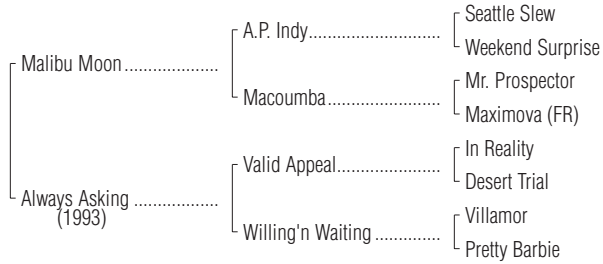 Seattle Slew
A.P. Indy
Weekend Surprise
Malibu Moon
Mr. Prospector
Macoumba
Maximova (FR)
In Reality
Valid Appeal
Desert Trial
Always Asking
(1993)
Villamor
Willing'n Waiting
Pretty Barbie